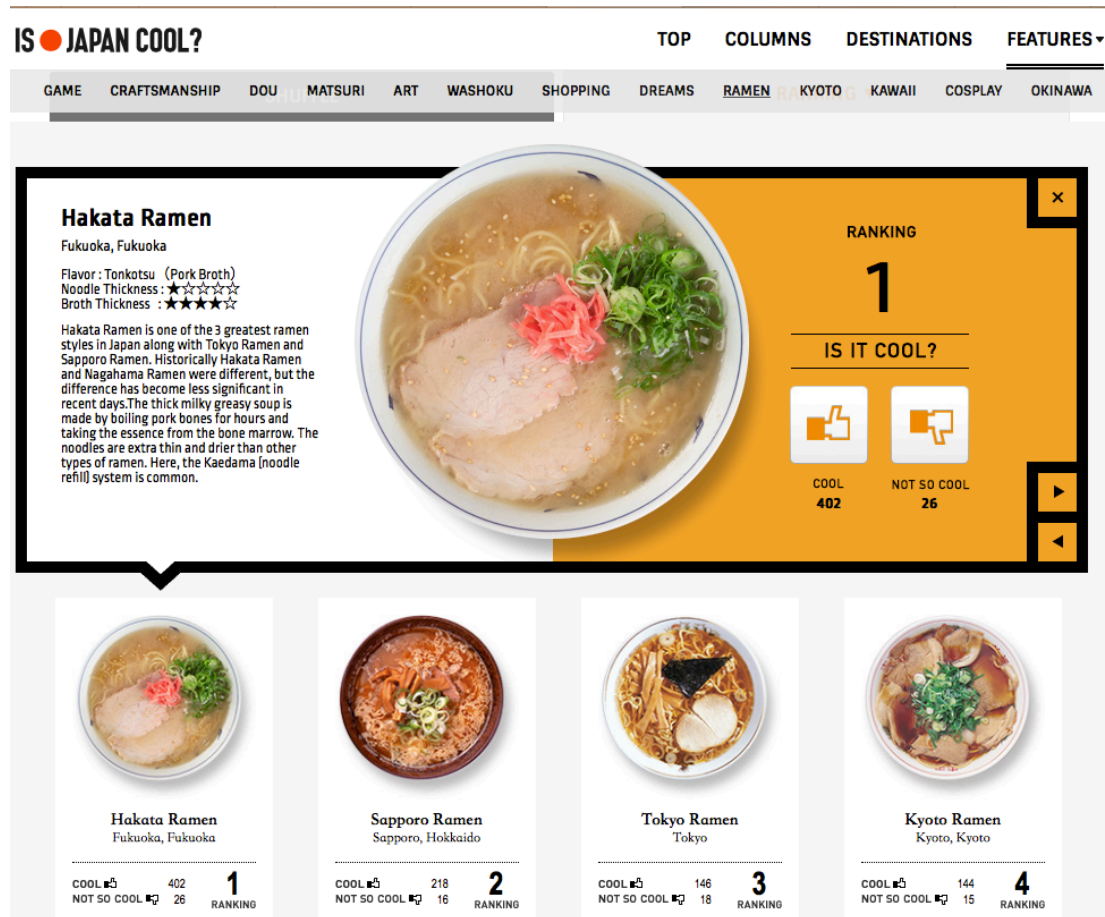 IS JAPAN COOL?
TOP COLUMNS DESTINATIONS FEATURES
GAME CRAFTSMANSHIP DOU MATSURI ART WASHOKU SHOPPING DREAMS RAMEN KYOTO KAWAII COSPLAY OKINAWA
SHUFFLE RANKING
Hakata Ramen
Fukuoka, Fukuoka
Flavor : Tonkotsu （Pork Broth）
Noodle Thickness : ★☆☆☆☆
Broth Thickness : ★★★★☆
Hakata Ramen is one of the 3 greatest ramen
styles in Japan along with Tokyo Ramen and
Sapporo Ramen. Historically Hakata Ramen
and Nagahama Ramen were different, but the
difference has become less significant in
recent days.The thick milky greasy soup is
made by boiling pork bones for hours and
taking the essence from the bone marrow. The
noodles are extra thin and drier than other
types of ramen. Here, the Kaedama (noodle
refill) system is common.
RANKING
1
IS IT COOL?
COOL NOT SO COOL
402 26
Hakata Ramen
Fukuoka, Fukuoka
COOL 402
NOT SO COOL 26
1
RANKING
Sapporo Ramen
Sapporo, Hokkaido
COOL 218
NOT SO COOL 16
2
RANKING
Tokyo Ramen
Tokyo
COOL 146
NOT SO COOL 18
3
RANKING
Kyoto Ramen
Kyoto, Kyoto
COOL 144
NOT SO COOL 15
4
RANKING